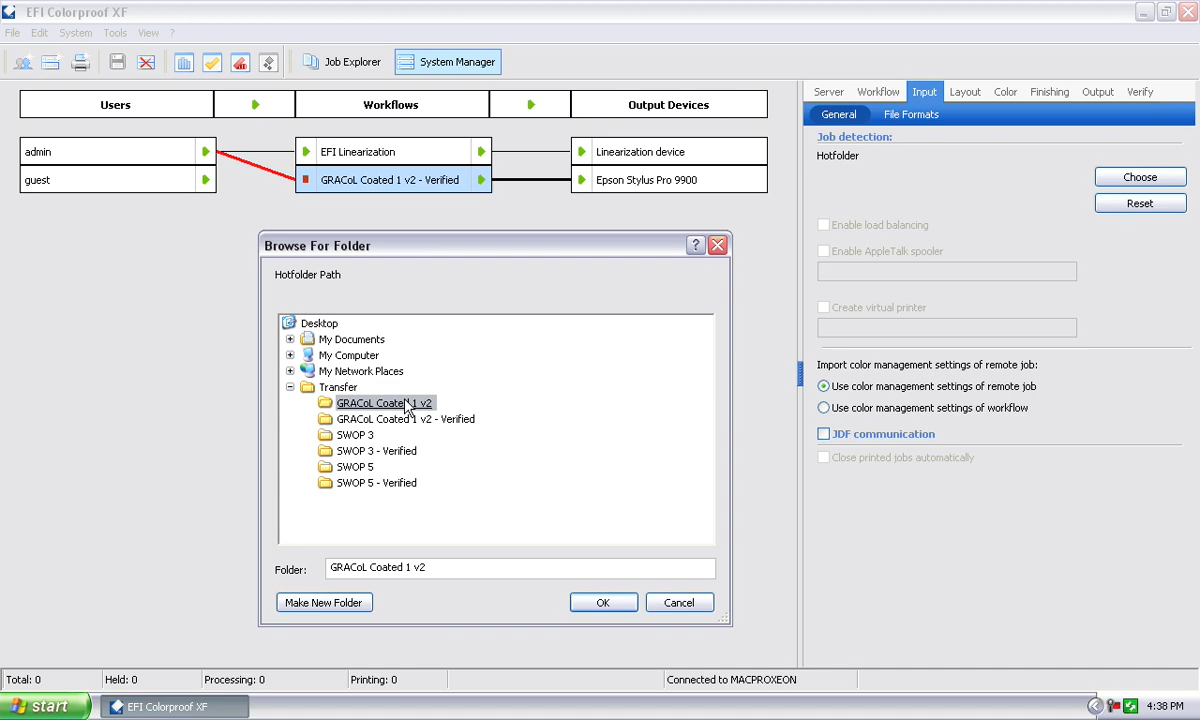 EFI Colorproof XF
File Edit System Tools View ?
Job Explorer System Manager
Users Workflows Output Devices
admin EFI Linearization Linearization device
guest GRACoL Coated 1 v2 - Verified Epson Stylus Pro 9900
Server Workflow Input Layout Color Finishing Output Verify
General File Formats
Job detection:
Hotfolder
Choose
Reset
Enable load balancing
Enable AppleTalk spooler
Create virtual printer
Import color management settings of remote job:
Use color management settings of remote job
Use color management settings of workflow
JDF communication
Close printed jobs automatically
Browse For Folder ?
Hotfolder Path
Desktop
My Documents
My Computer
My Network Places
Transfer
GRACoL Coated 1 v2
GRACoL Coated 1 v2 - Verified
SWOP 3
SWOP 3 - Verified
SWOP 5
SWOP 5 - Verified
Folder: GRACoL Coated 1 v2
Make New Folder OK Cancel
Total: 0 Held: 0 Processing: 0 Printing: 0 Connected to MACPROXEON
start EFI Colorproof XF 4:38 PM